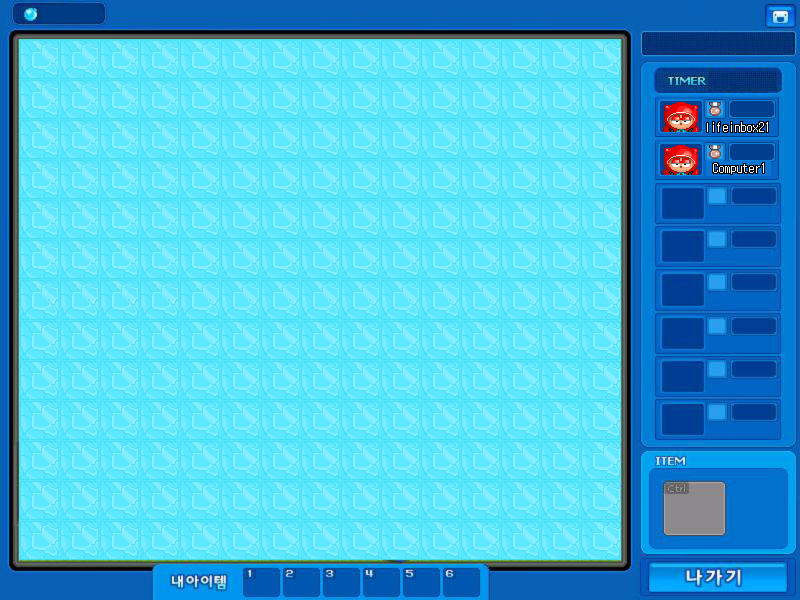 TIMER
lifeinbox21
Computer1
ITEM
Ctrl
내아이템
1 2 3 4 5 6
나가기